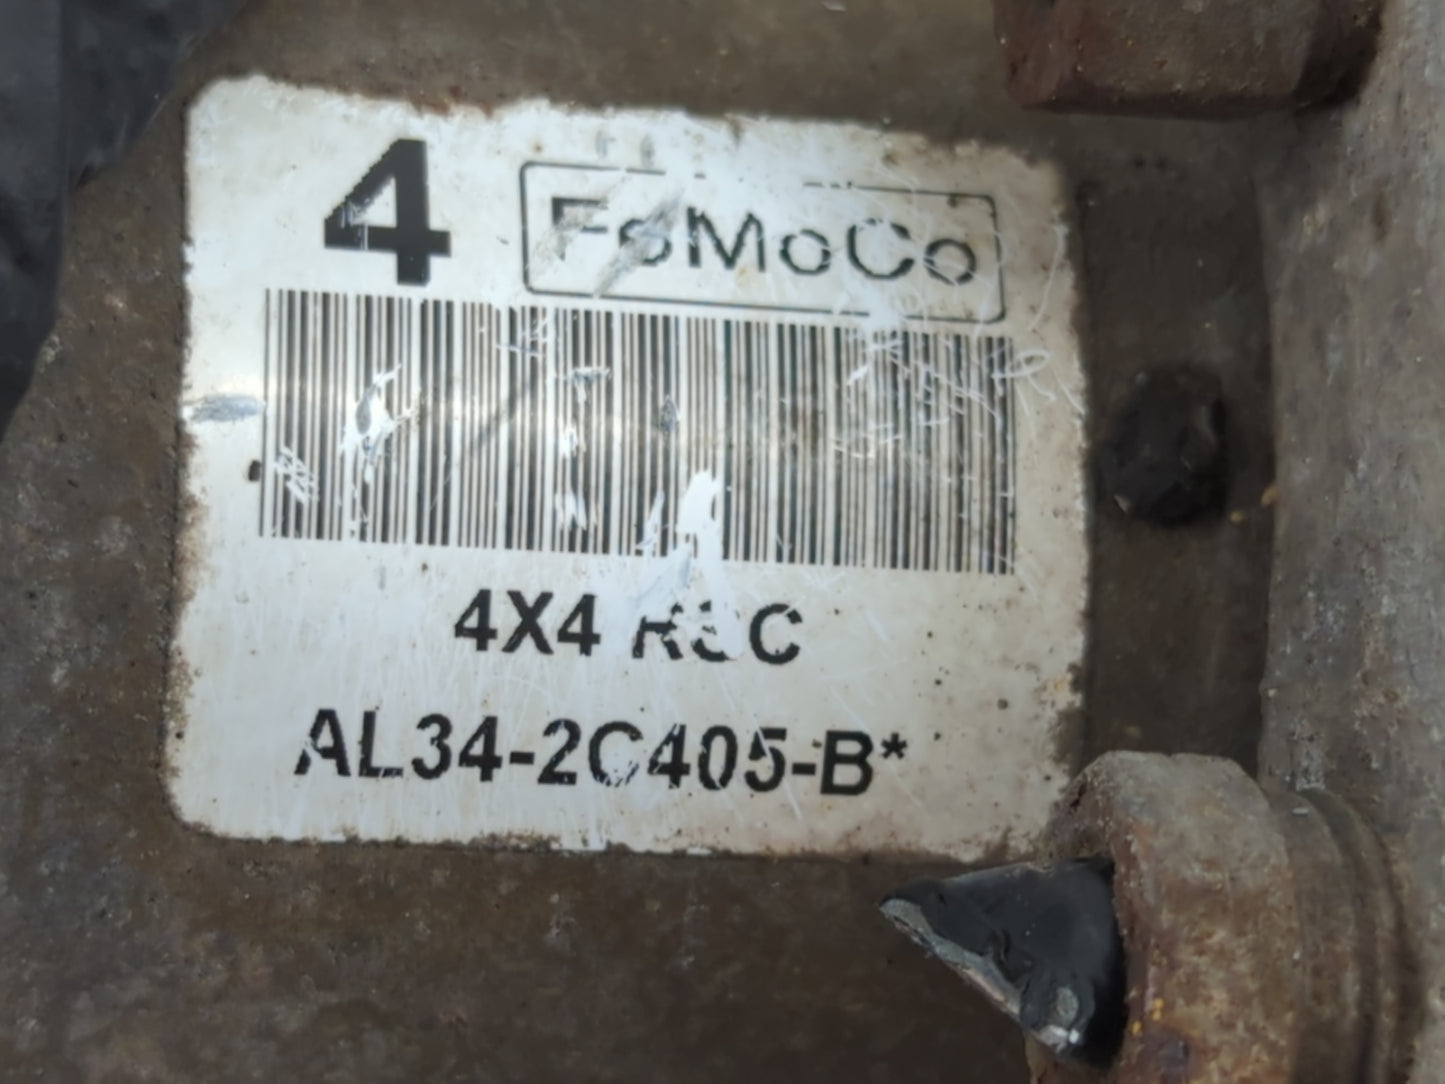 4 FoMoCo
4X4 RSC
AL34-2C405-B*